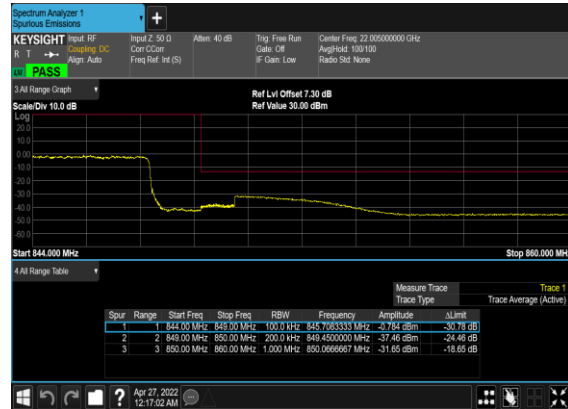 Spectrum Analyzer 1
Spurious Emissions
+
KEYSIGHT Input: RF Input Z: 50 Ω Atten: 40 dB Trig: Free Run Center Freq: 22.005000000 GHz
R T Coupling: DC Corr CCorr Gate: Off Avg|Hold: 100/100
Align: Auto Freq Ref: Int (S) IF Gain: Low Radio Std: None
LW PASS
3 All Range Graph
Ref Lvl Offset 7.30 dB
Scale/Div 10.0 dB Ref Value 30.00 dBm
Log
20.0
10.0
0.00
-10.0
-20.0
-30.0
-40.0
-50.0
-60.0
Start 844.000 MHz Stop 860.000 MH
4 All Range Table
Measure Trace Trace 1
Trace Type Trace Average (Active)
Spur Range Start Freq Stop Freq RBW Frequency Amplitude ΔLimit
1 1 844.00 MHz 849.00 MHz 100.0 kHz 845.7083333 MHz -0.784 dBm -30.78 dB
2 2 849.00 MHz 850.00 MHz 200.0 kHz 849.4500000 MHz -37.46 dBm -24.46 dB
3 3 850.00 MHz 860.00 MHz 1.000 MHz 850.0666667 MHz -31.65 dBm -18.65 dB
? Apr 27, 2022
12:17:02 AM